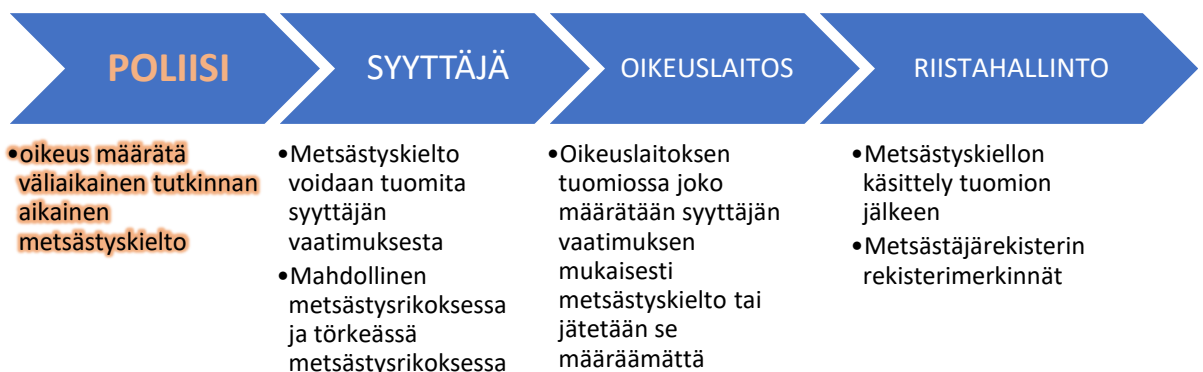 POLIISI
SYYTTÄJÄ
OIKEUSLAITOS
RIISTAHALLINTO
•oikeus määrätä
väliaikainen tutkinnan
aikainen
metsästyskielto
•Metsästyskielto
voidaan tuomita
syyttäjän
vaatimuksesta
•Mahdollinen
metsästysrikoksessa
ja törkeässä
metsästysrikoksessa
•Oikeuslaitoksen
tuomiossa joko
määrätään syyttäjän
vaatimuksen
mukaisesti
metsästyskielto tai
jätetään se
määräämättä
•Metsästyskiellon
käsittely tuomion
jälkeen
•Metsästäjärekisterin
rekisterimerkinnät